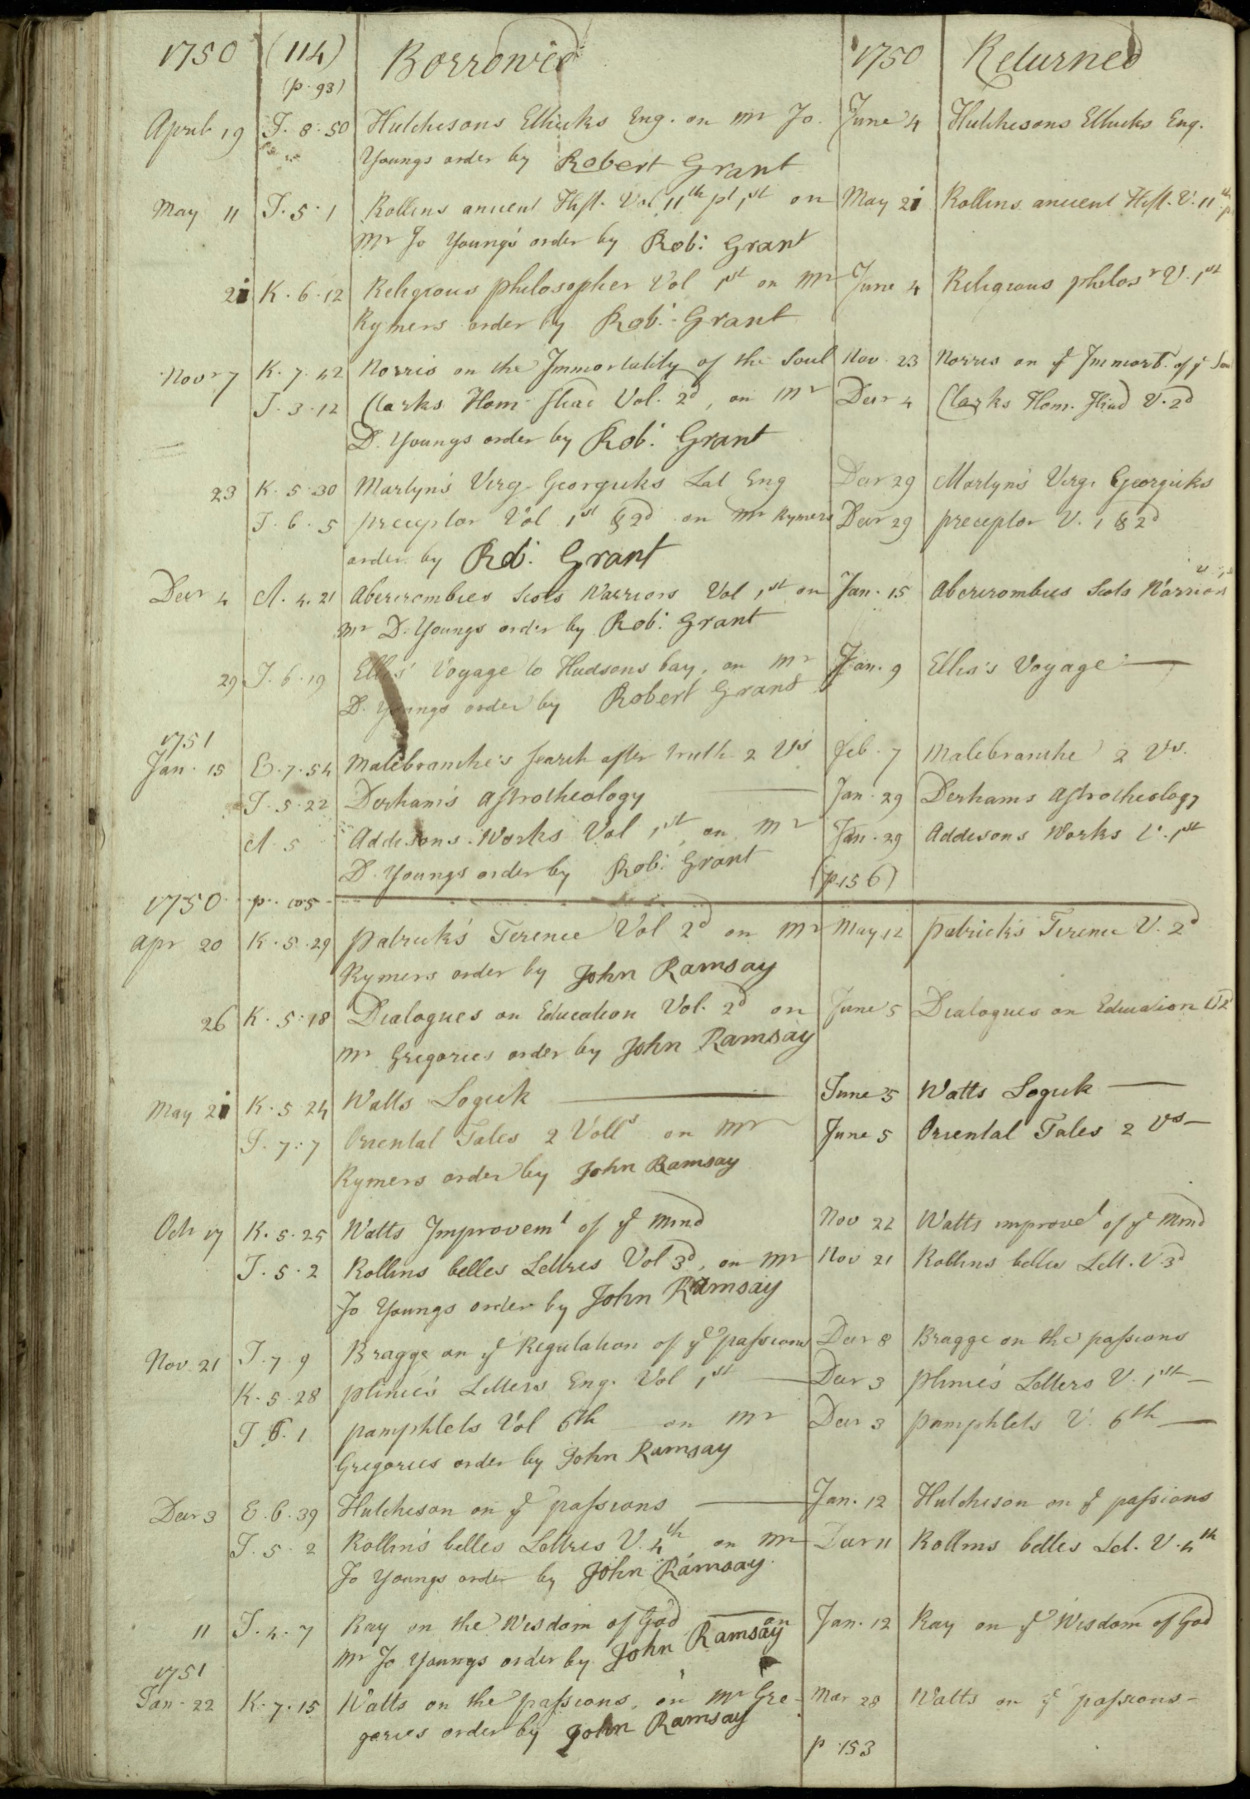 1750 (114) Borrowed 1750 Returned
(p. 93)
April 19 J. 8. 50 Hutchesons Ethicks Eng. on Mr Jo. June 4 Hutchesons Ethicks Eng.
Youngs order by Robert Grant
May 11 J. 5. 1 Rollins ancient Hist. Vol. 11th pt 1st on May 21 Rollins ancient Hist. V. 11th p
Mr Jo Young's order by Rob: Grant
21 K. 6. 12 Religious philosopher Vol 1st on Mr June 4 Religious philosr V. 1st
Rymers order by Rob: Grant
Novr 7 K. 7. 42 Norris on the Immortality of the Soul Nov. 23 Norris on ye Immort. of ye Sou
J. 3. 12 Clarks Hom. Iliad Vol. 2d, on Mr Decr 4 Clarks Hom. Iliad V. 2d
D. Youngs order by Rob: Grant
23 K. 5. 30 Martyn's Virg. Georgicks Lat Eng Decr 29 Martyn's Virg. Georgicks
J. 6. 5 preceptor Vol 1st & 2d on Mr Rymers Decr 29 preceptor V. 1 & 2d
order by Rob: Grant
Decr 4 A. 4. 21 Abercrombies Scots Warriors Vol 1st on Jan. 15 Abercrombies Scots Warrion
Mr D. Youngs order by Rob: Grant
29 J. 6. 19 Ellis' Voyage to Hudsons bay, on Mr Jan. 9 Ellis's Voyage —
D. Youngs order by Robert Grant
1751
Jan. 15 E. 7. 54 Malebranche's search after truth 2 Vs Feb. 7 Malebranche 2 Vs.
J. 5. 22 Derham's Astrotheology — Jan. 29 Derhams Astrotheology
A. 5 Addisons Works Vol 1st, on Mr Jan. 29 Addisons Works V. 1st
D. Youngs order by Rob: Grant (p 156)
1750 p. 105
Apr 20 K. 5. 29 patrick's Terence Vol 2d on Mr May 12 patrick's Terence V. 2d
Rymers order by John Ramsay
26 K. 5. 18 Dialogues on Education Vol. 2d on June 5 Dialogues on Education V 2
Mr Gregories order by John Ramsay
May 21 K. 5 24 Watts Logick — June 5 Watts Logick —
J. 7. 7 Oriental Tales 2 Volls on Mr June 5 Oriental Tales 2 Vs —
Rymers order by John Ramsay
Octr 17 K. 5. 25 Watts Improvemt of ye Mind Nov 22 Watts improvet of ye Mind
J. 5. 2 Rollins belles Lettres Vol 3d, on Mr Nov 21 Rollins belles Lett. V 3d
Jo Youngs order by John Ramsay
Nov. 21 J. 7. 9 Bragge on ye Regulation of ye passions Decr 8 Bragge on the passions
K. 5. 28 plinie's Letters Eng. Vol 1st — Decr 3 plinie's Letters V. 1st —
J 6. 1 pamphlets Vol 6th on Mr Decr 3 pamphlets V. 6th —
Gregories order by John Ramsay
Decr 3 E. 6. 39 Hutcheson on ye passions — Jan. 12 Hutcheson on ye passions
J. 5. 2 Rollin's belles Lettres V. 4th, on Mr Decr 11 Rollins belles Let. V. 4th
Jo Youngs order by John Ramsay.
11 J. 4. 7 Ray on the Wisdom of God — on Jan. 12 Ray on ye Wisdom of God
Mr Jo Youngs order by John Ramsay
1751
Jan. 22 K. 7. 15 Watts on the passions, on Mr Gre- Mar 28 Watts on ye passions —
gories order by John Ramsay
p 153